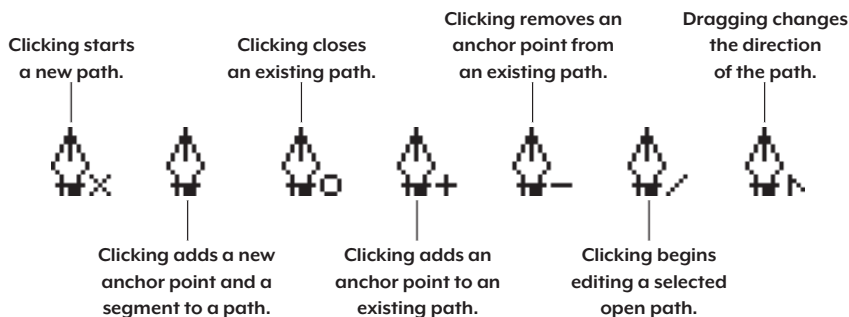 Clicking starts
a new path.
Clicking closes
an existing path.
Clicking removes an
anchor point from
an existing path.
Dragging changes
the direction
of the path.
Clicking adds a new
anchor point and a
segment to a path.
Clicking adds an
anchor point to an
existing path.
Clicking begins
editing a selected
open path.